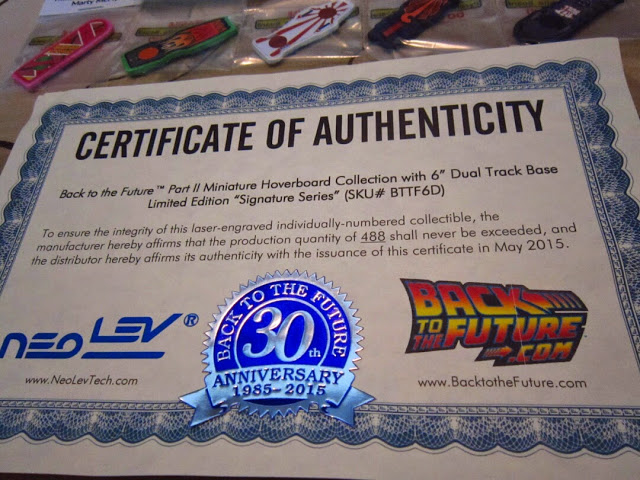 Marty McFly
CERTIFICATE OF AUTHENTICITY
Back to the Future™ Part II Miniature Hoverboard Collection with 6" Dual Track Base
Limited Edition "Signature Series" (SKU# BTTF6D)
To ensure the integrity of this laser-engraved individually-numbered collectible, the
manufacturer hereby affirms that the production quantity of 488 shall never be exceeded, and
the distributor hereby affirms its authenticity with the issuance of this certificate in May 2015.
neo LEV®
www.NeoLevTech.com
BACK TO THE FUTURE
30th
ANNIVERSARY
1985-2015
BACK
TO
THE FUTURE
.COM
www.BacktotheFuture.com